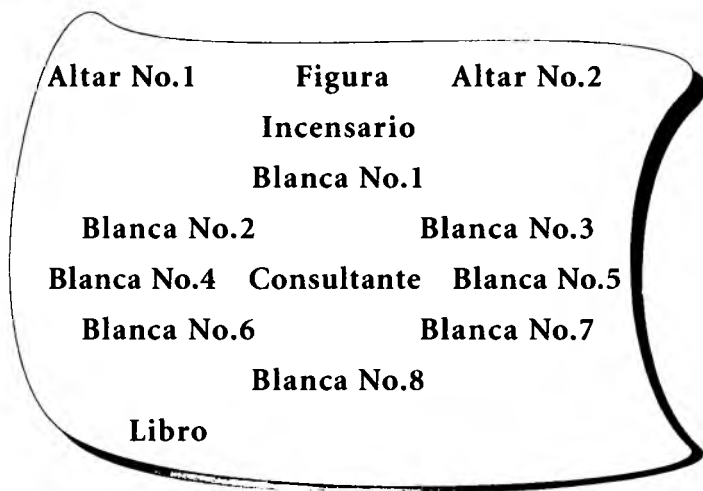 Altar No.1 Figura Altar No.2
Incensario
Blanca No.1
Blanca No.2 Blanca No.3
Blanca No.4 Consultante Blanca No.5
Blanca No.6 Blanca No.7
Blanca No.8
Libro